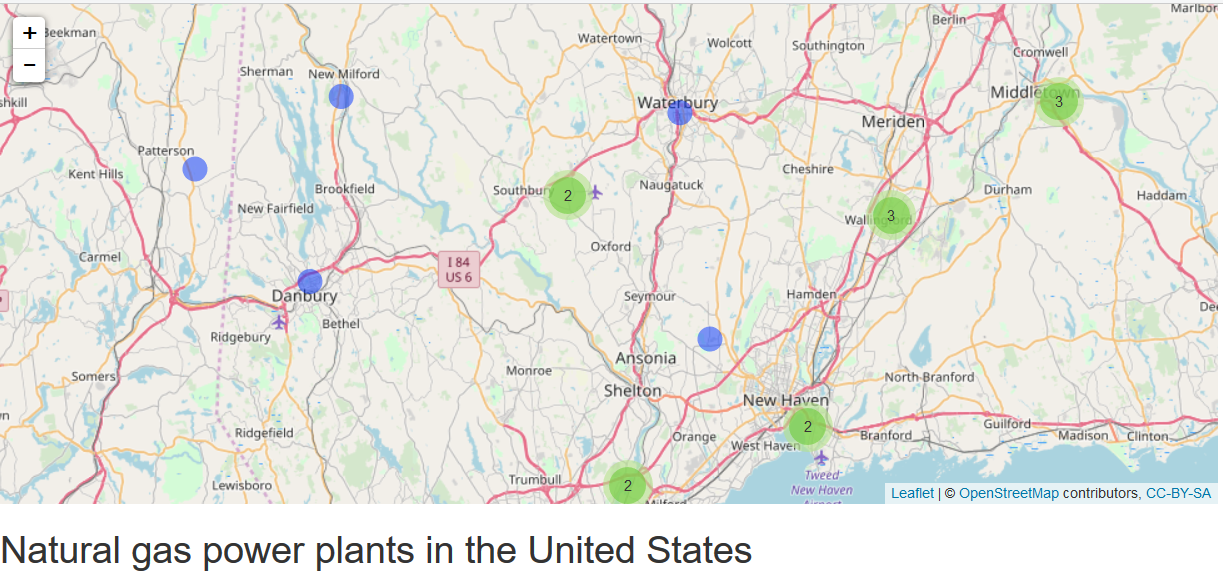 +
−
Beekman
Marlbor
Berlin
Watertown
Wolcott
Southington
Cromwell
Sherman
New Milford
shkill
Waterbury
Middletown
3
Meriden
Patterson
Kent Hills
Cheshire
Brookfield
Southbury
2
Naugatuck
Durham
Haddam
New Fairfield
Wallingford
3
Oxford
Carmel
I 84
US 6
Danbury
Seymour
Hamden
De
Ridgebury
Bethel
Ansonia
Monroe
Somers
Shelton
North Branford
New Haven
wn
Ridgefield
Orange
West Haven
2
Branford
Guilford
Madison
Clinton
Lewisboro
Trumbull
2
Milford
Tweed
New Haven
Airport
Leaflet | © OpenStreetMap contributors, CC-BY-SA
Natural gas power plants in the United States